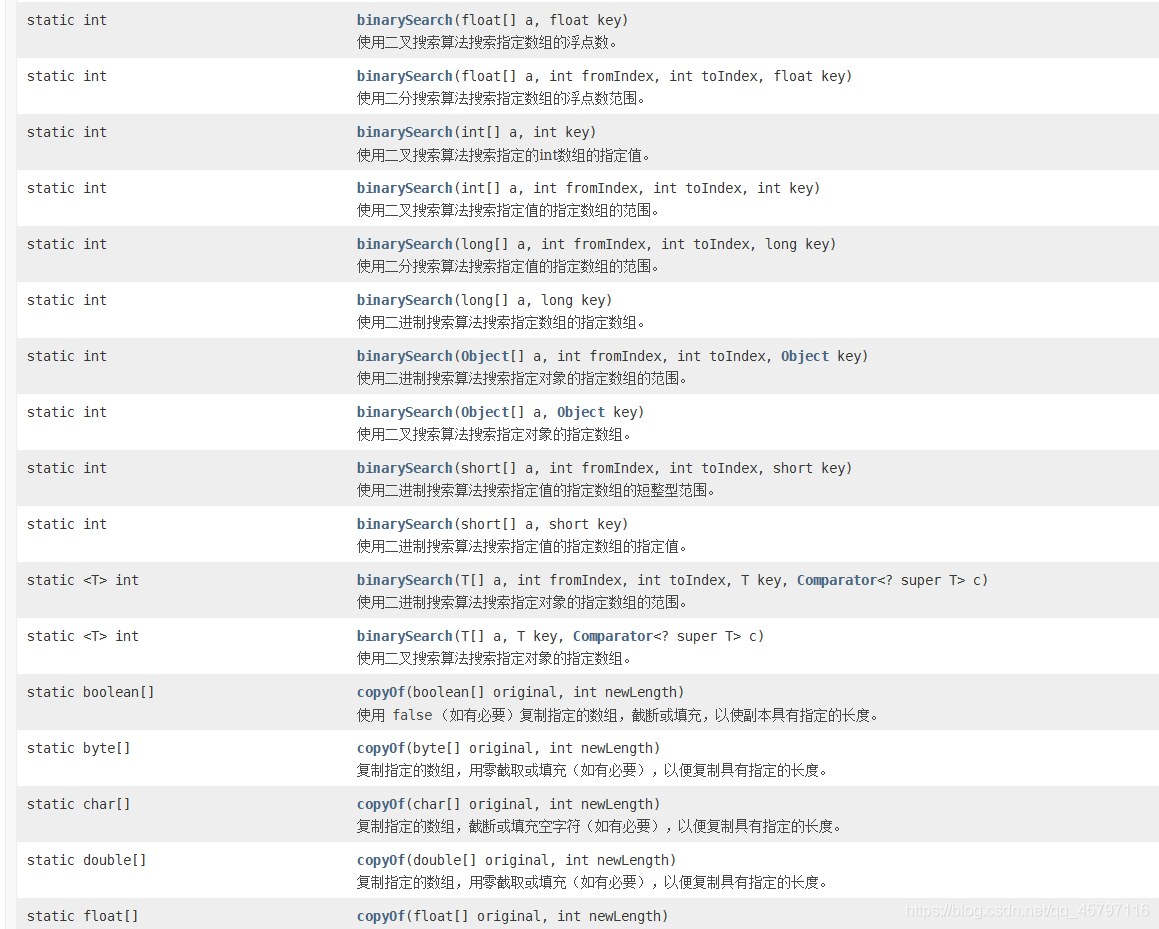 static int binarySearch(float[] a, float key)
使用二叉搜索算法搜索指定数组的浮点数。
static int binarySearch(float[] a, int fromIndex, int toIndex, float key)
使用二分搜索算法搜索指定数组的浮点数范围。
static int binarySearch(int[] a, int key)
使用二叉搜索算法搜索指定的int数组的指定值。
static int binarySearch(int[] a, int fromIndex, int toIndex, int key)
使用二叉搜索算法搜索指定值的指定数组的范围。
static int binarySearch(long[] a, int fromIndex, int toIndex, long key)
使用二分搜索算法搜索指定值的指定数组的范围。
static int binarySearch(long[] a, long key)
使用二进制搜索算法搜索指定数组的指定数组。
static int binarySearch(Object[] a, int fromIndex, int toIndex, Object key)
使用二进制搜索算法搜索指定对象的指定数组的范围。
static int binarySearch(Object[] a, Object key)
使用二叉搜索算法搜索指定对象的指定数组。
static int binarySearch(short[] a, int fromIndex, int toIndex, short key)
使用二进制搜索算法搜索指定值的指定数组的短整型范围。
static int binarySearch(short[] a, short key)
使用二进制搜索算法搜索指定值的指定数组的指定值。
static <T> int binarySearch(T[] a, int fromIndex, int toIndex, T key, Comparator<? super T> c)
使用二进制搜索算法搜索指定对象的指定数组的范围。
static <T> int binarySearch(T[] a, T key, Comparator<? super T> c)
使用二叉搜索算法搜索指定对象的指定数组。
static boolean[] copyOf(boolean[] original, int newLength)
使用 false （如有必要）复制指定的数组，截断或填充，以使副本具有指定的长度。
static byte[] copyOf(byte[] original, int newLength)
复制指定的数组，用零截取或填充（如有必要），以便复制具有指定的长度。
static char[] copyOf(char[] original, int newLength)
复制指定的数组，截断或填充空字符（如有必要），以便复制具有指定的长度。
static double[] copyOf(double[] original, int newLength)
复制指定的数组，用零截取或填充（如有必要），以便复制具有指定的长度。
static float[] copyOf(float[] original, int newLength)
https://blog.csdn.net/qq_45797116